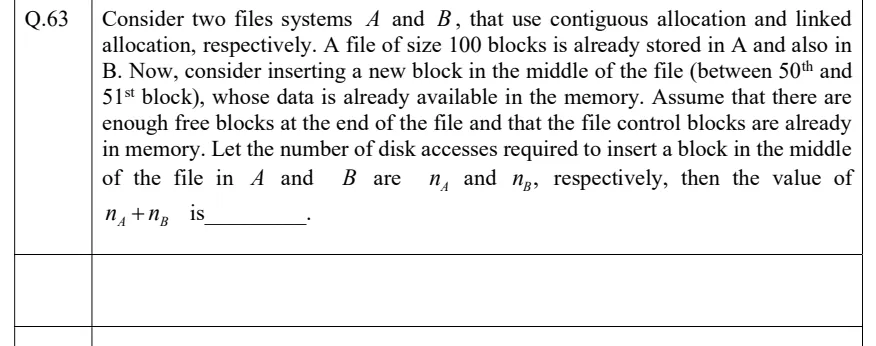 Q.63 Consider two files systems A and B, that use contiguous allocation and linked
allocation, respectively. A file of size 100 blocks is already stored in A and also in
B. Now, consider inserting a new block in the middle of the file (between 50th and
51st block), whose data is already available in the memory. Assume that there are
enough free blocks at the end of the file and that the file control blocks are already
in memory. Let the number of disk accesses required to insert a block in the middle
of the file in A and B are n_A and n_B, respectively, then the value of
n_A + n_B is__________.